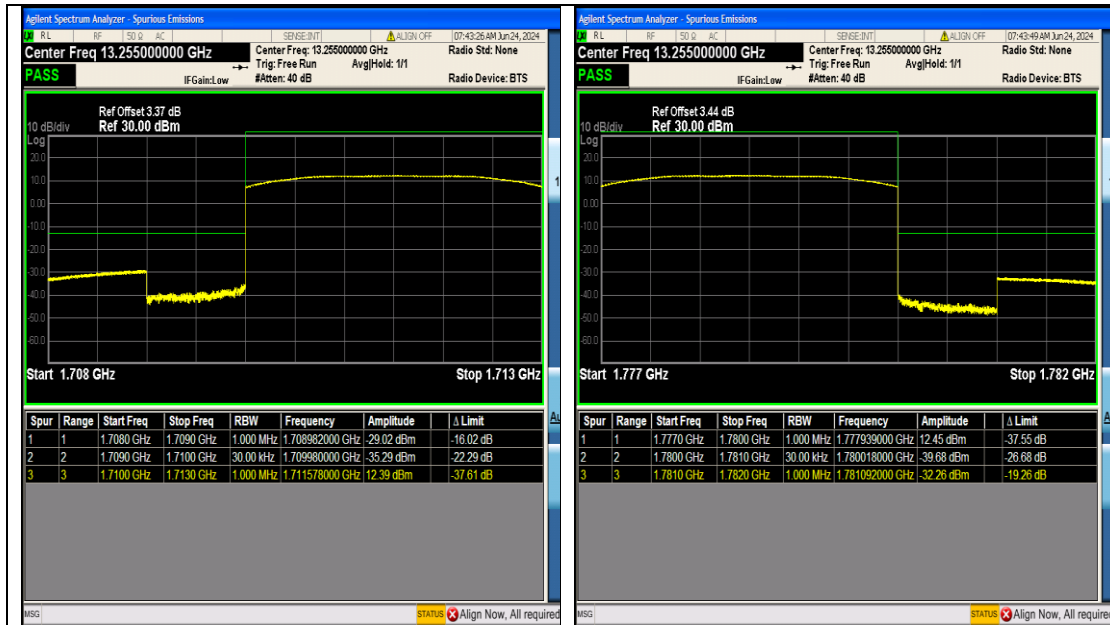 Agilent Spectrum Analyzer - Spurious Emissions
RL RF 50 Ω AC SENSE:INT ALIGN OFF 07:43:26 AM Jun 24, 2024
Center Freq 13.255000000 GHz Center Freq: 13.255000000 GHz Radio Std: None
Trig: Free Run Avg|Hold: 1/1
PASS IFGain:Low #Atten: 40 dB Radio Device: BTS
Ref Offset 3.37 dB
10 dB/div Ref 30.00 dBm
Log
20.0
10.0
0.00
-10.0
-20.0
-30.0
-40.0
-50.0
-60.0
Start 1.708 GHz Stop 1.713 GHz
Spur Range Start Freq Stop Freq RBW Frequency Amplitude Δ Limit
1 1 1.7080 GHz 1.7090 GHz 1.000 MHz 1.708982000 GHz -29.02 dBm -16.02 dB
2 2 1.7090 GHz 1.7100 GHz 30.00 kHz 1.709980000 GHz -35.29 dBm -22.29 dB
3 3 1.7100 GHz 1.7130 GHz 1.000 MHz 1.711578000 GHz 12.39 dBm -37.61 dB
MSG STATUS Align Now, All required
Agilent Spectrum Analyzer - Spurious Emissions
RL RF 50 Ω AC SENSE:INT ALIGN OFF 07:43:49 AM Jun 24, 2024
Center Freq 13.255000000 GHz Center Freq: 13.255000000 GHz Radio Std: None
Trig: Free Run Avg|Hold: 1/1
PASS IFGain:Low #Atten: 40 dB Radio Device: BTS
Ref Offset 3.44 dB
10 dB/div Ref 30.00 dBm
Log
20.0
10.0
0.00
-10.0
-20.0
-30.0
-40.0
-50.0
-60.0
Start 1.777 GHz Stop 1.782 GHz
Spur Range Start Freq Stop Freq RBW Frequency Amplitude Δ Limit
1 1 1.7770 GHz 1.7800 GHz 1.000 MHz 1.777939000 GHz 12.45 dBm -37.55 dB
2 2 1.7800 GHz 1.7810 GHz 30.00 kHz 1.780018000 GHz -39.68 dBm -26.68 dB
3 3 1.7810 GHz 1.7820 GHz 1.000 MHz 1.781092000 GHz -32.26 dBm -19.26 dB
MSG STATUS Align Now, All require